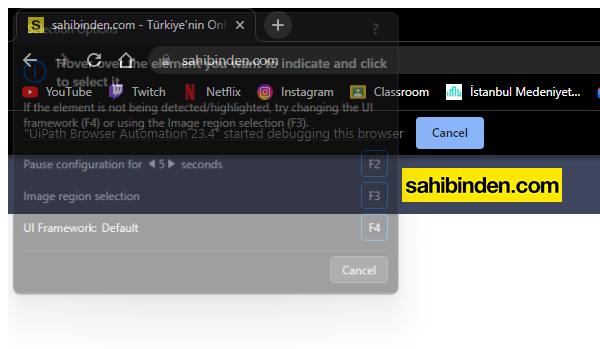 S sahibinden.com - Türkiye'nin Onl
Selection Options
?
sahibinden.com
Hover over the element you want to indicate and click
to select it
YouTube Twitch Netflix Instagram Classroom İstanbul Medeniyet...
If the element is not being detected/highlighted, try changing the UI
framework (F4) or using the Image region selection (F3).
"UiPath Browser Automation 23.4" started debugging this browser
Cancel
Pause configuration for 5 seconds F2
sahibinden.com
Image region selection F3
UI Framework: Default F4
Cancel